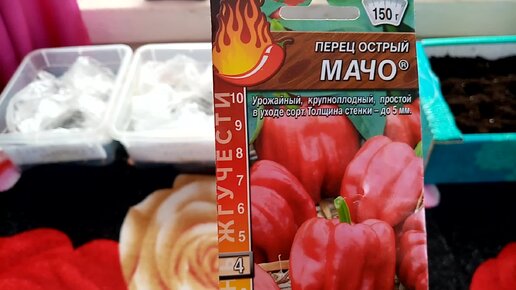 150 г
ПЕРЕЦ ОСТРЫЙ
МАЧО®
Урожайный, крупноплодный, простой
в уходе сорт. Толщина стенки – до 5 мм.
ЖГУЧЕСТИ
10
9
8
7
6
5
4